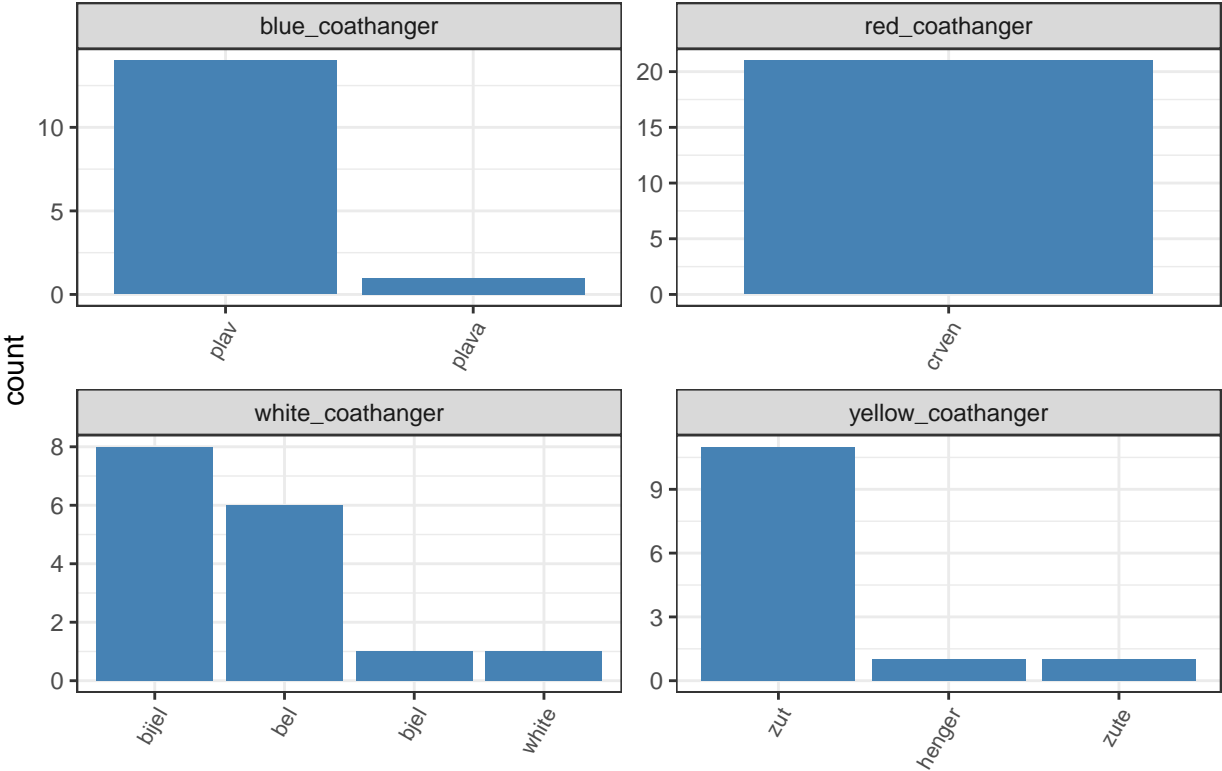 blue_coathanger
red_coathanger
10
5
0
20
15
10
5
0
plav
plava
crven
count
white_coathanger
yellow_coathanger
8
6
4
2
0
9
6
3
0
bijel
bel
bjel
white
zut
henger
zute